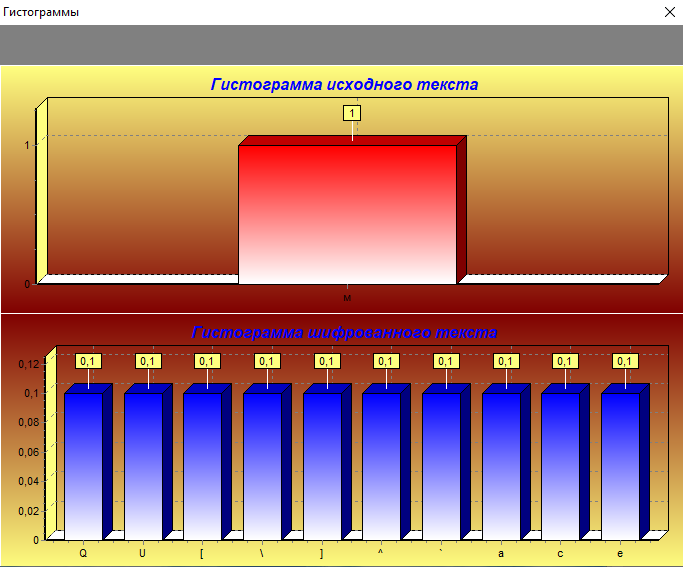 Гистограммы
Гистограмма исходного текста
1
1
0
м
Гистограмма шифрованного текста
0,1 0,1 0,1 0,1 0,1 0,1 0,1 0,1 0,1 0,1
0,12
0,1
0,08
0,06
0,04
0,02
0
Q U [ \ ] ^ ` a c e